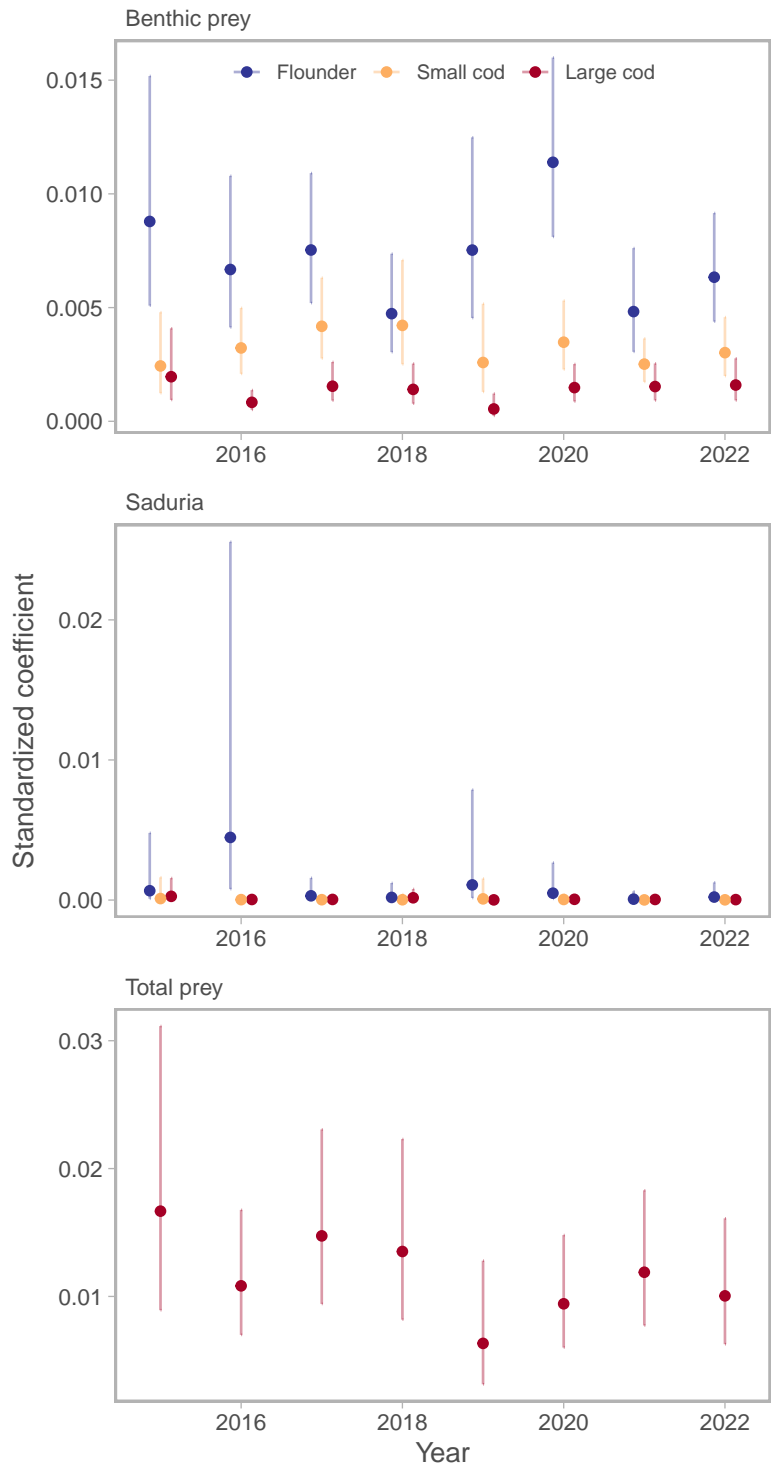 Benthic prey
Flounder Small cod Large cod
0.015
0.010
0.005
0.000
2016 2018 2020 2022
Saduria
0.02
0.01
0.00
2016 2018 2020 2022
Standardized coefficient
Total prey
0.03
0.02
0.01
2016 2018 2020 2022
Year